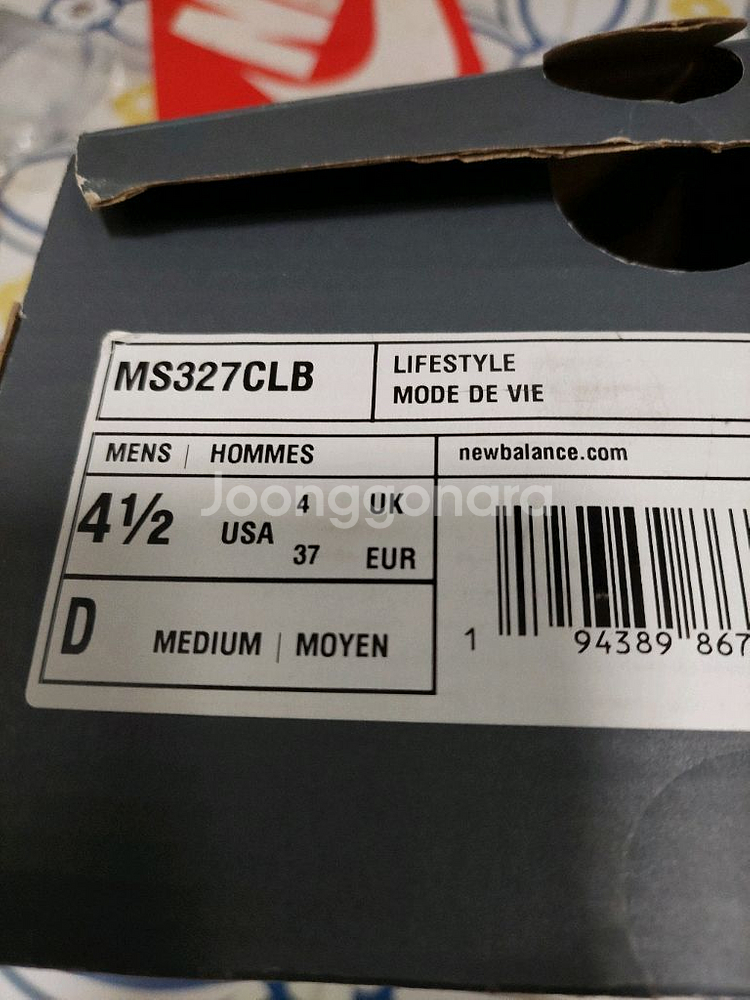 MS327CLB
LIFESTYLE
MODE DE VIE
MENS | HOMMES
newbalance.com
4½ USA 4 UK
37 EUR
Joonggonara
D MEDIUM | MOYEN
1 94389 867